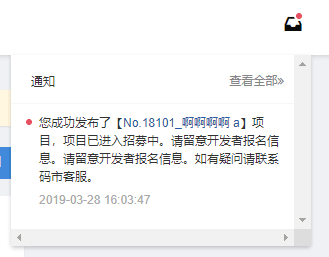 通知 查看全部»
您成功发布了【No.18101_啊啊啊啊 a】项
目，项目已进入招募中。请留意开发者报名信
息。请留意开发者报名信息。如有疑问请联系
码市客服。
2019-03-28 16:03:47